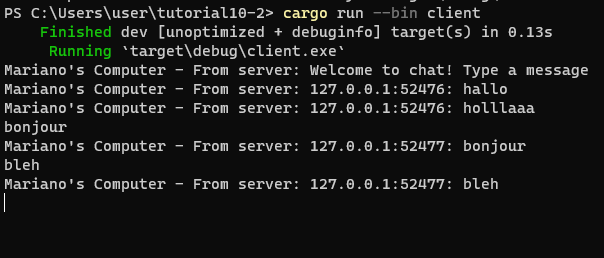 PS C:\Users\user\tutorial10-2> cargo run --bin client
    Finished dev [unoptimized + debuginfo] target(s) in 0.13s
     Running `target\debug\client.exe`
Mariano's Computer - From server: Welcome to chat! Type a message
Mariano's Computer - From server: 127.0.0.1:52476: hallo
Mariano's Computer - From server: 127.0.0.1:52476: holllaaa
bonjour
Mariano's Computer - From server: 127.0.0.1:52477: bonjour
bleh
Mariano's Computer - From server: 127.0.0.1:52477: bleh